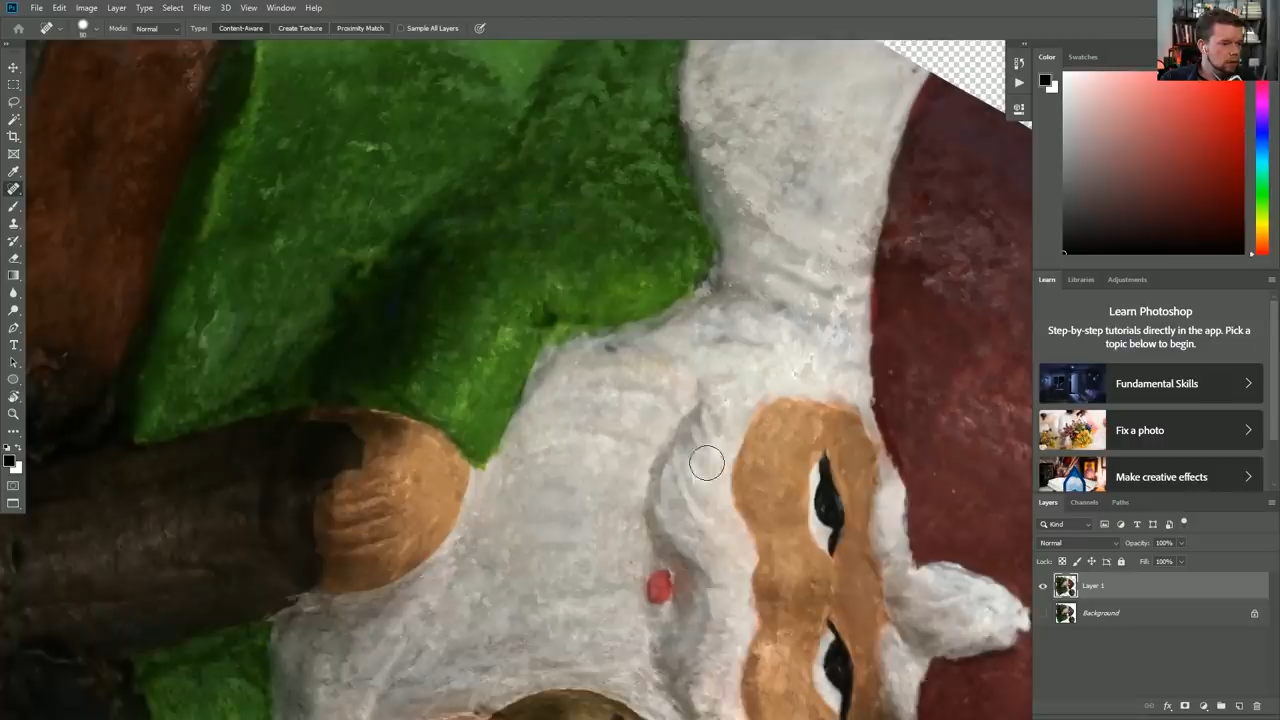 Ps File Edit Image Layer Type Select Filter 3D View Window Help
80 Mode: Normal Type: Content-Aware Create Texture Proximity Match Sample All Layers
Color Swatches
Learn Libraries Adjustments
Learn Photoshop
Step-by-step tutorials directly in the app. Pick a
topic below to begin.
Fundamental Skills
Fix a photo
Make creative effects
Layers Channels Paths
Kind
Normal Opacity: 100%
Lock: Fill: 100%
Layer 1
Background